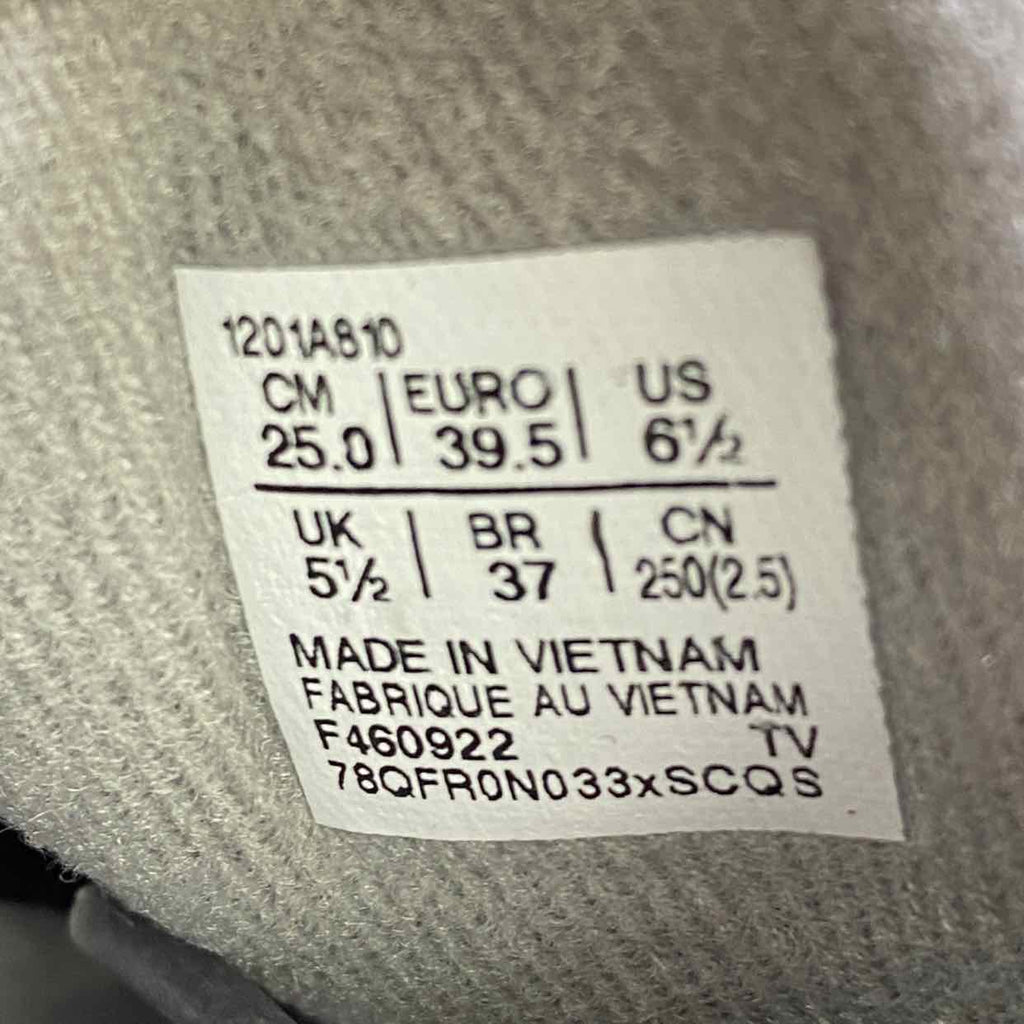 1201A810
CM | EURO | US
25.0 | 39.5 | 6½
UK | BR | CN
5½ | 37 | 250(2.5)
MADE IN VIETNAM
FABRIQUE AU VIETNAM
F460922 TV
78QFR0N033xSCQS